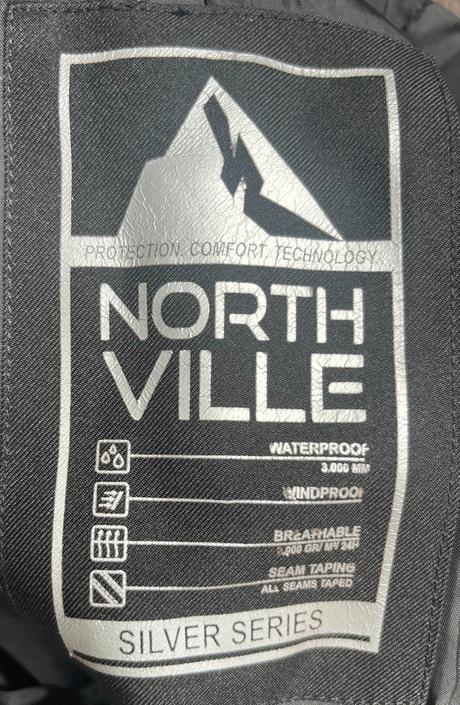 PROTECTION. COMFORT. TECHNOLOGY
NORTH
VILLE
WATERPROOF
3.000 MM
WINDPROOF
BREATHABLE
SEAM TAPING
ALL SEAMS TAPED
SILVER SERIES